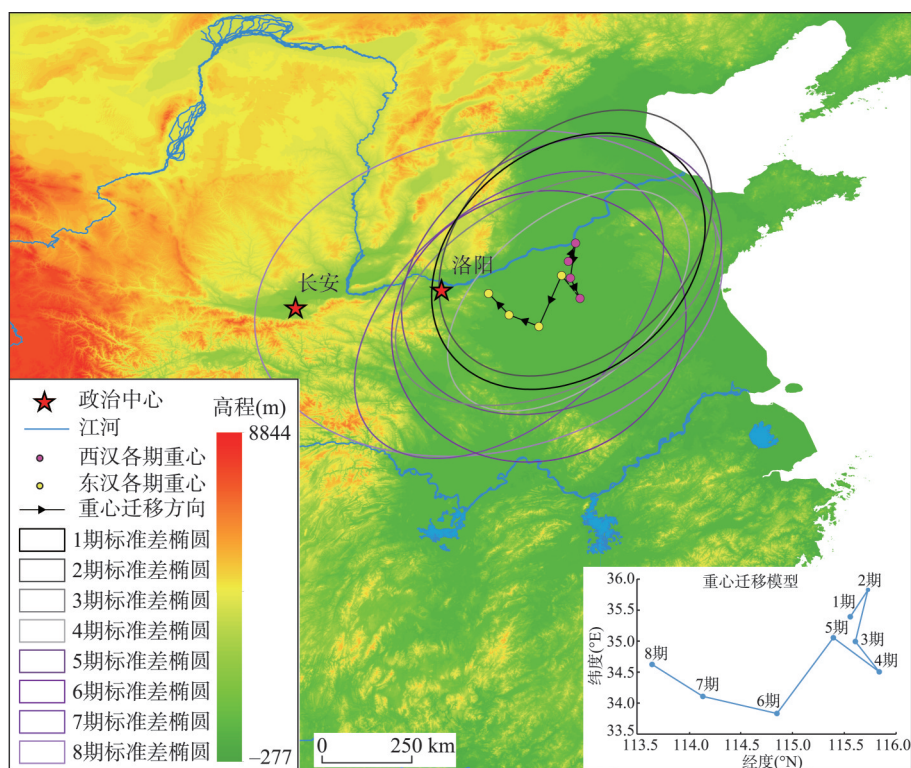 长安
洛阳
政治中心
江河
西汉各期重心
东汉各期重心
重心迁移方向
1期标准差椭圆
2期标准差椭圆
3期标准差椭圆
4期标准差椭圆
5期标准差椭圆
6期标准差椭圆
7期标准差椭圆
8期标准差椭圆
高程(m)
8844
–277
0 250 km
重心迁移模型
纬度(°E)
36.0
35.5
35.0
34.5
34.0
33.5
1期
2期
3期
4期
5期
6期
7期
8期
113.5 114.0 114.5 115.0 115.5 116.0
经度(°N)